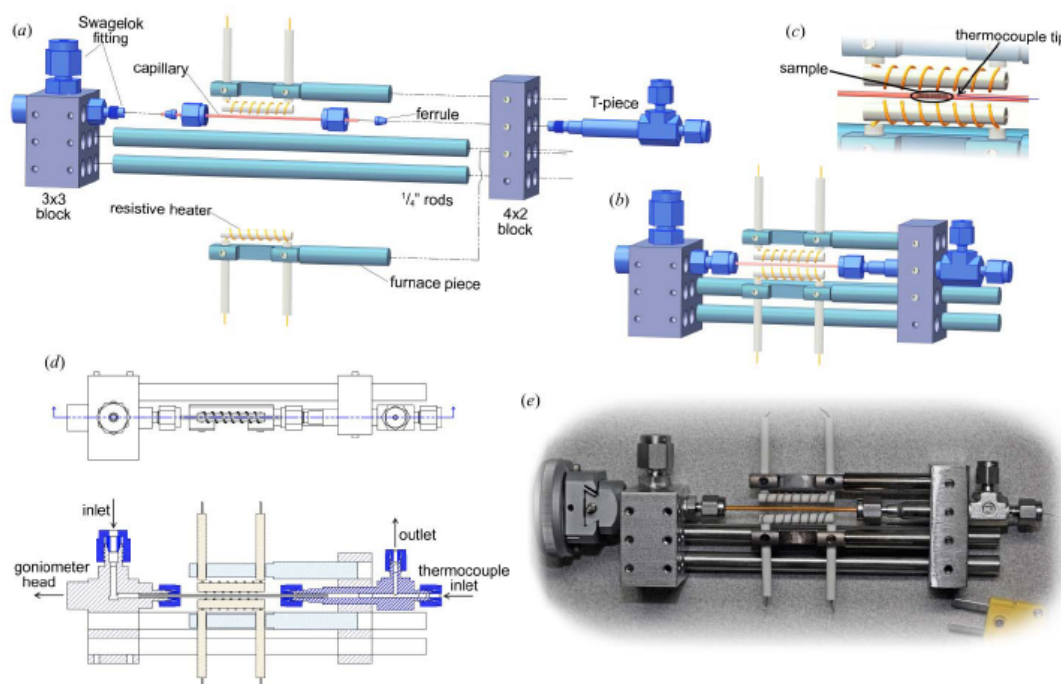 (a)
Swagelok
fitting
capillary
ferrule
T-piece
3x3
block
1/4" rods
4x2
block
resistive heater
furnace piece
(c)
thermocouple tip
sample
(b)
(d)
inlet
outlet
goniometer
head
thermocouple
inlet
(e)